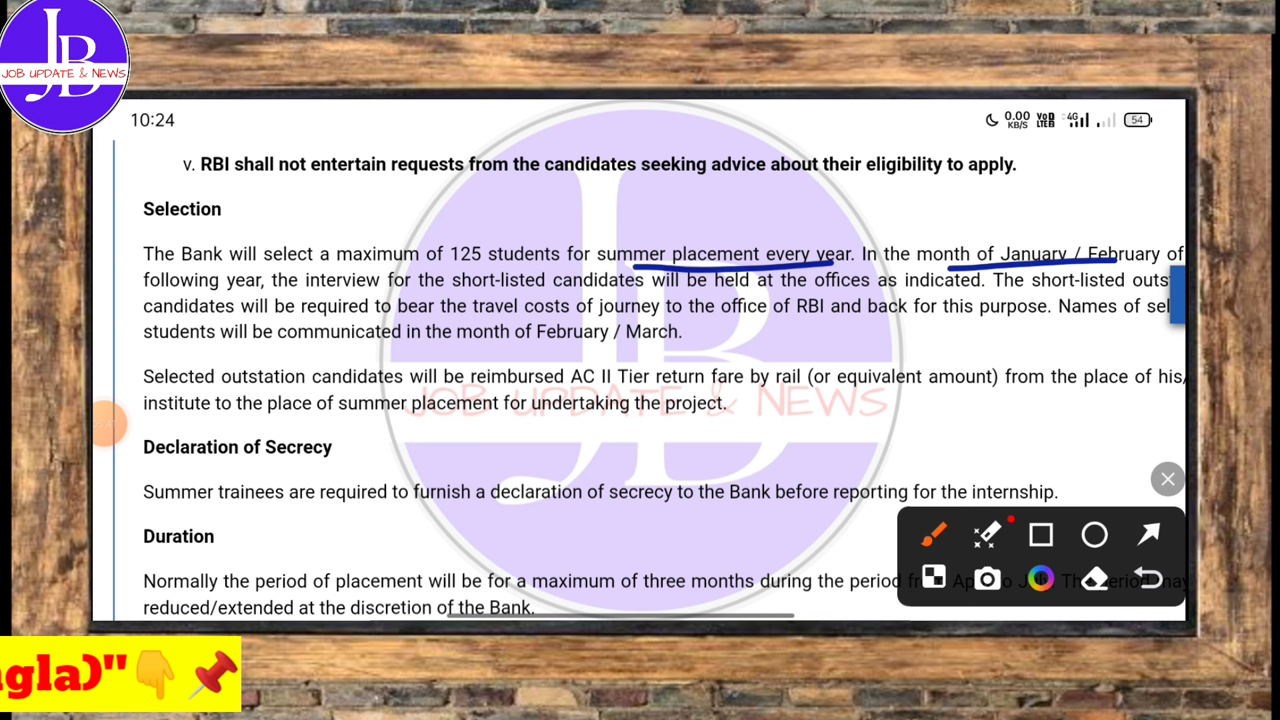 JB
JOB UPDATE & NEWS
10:24
0.00 KB/S VoD LTE2 4G 54
v. RBI shall not entertain requests from the candidates seeking advice about their eligibility to apply.
Selection
The Bank will select a maximum of 125 students for summer placement every year. In the month of January / February of
following year, the interview for the short-listed candidates will be held at the offices as indicated. The short-listed outs
candidates will be required to bear the travel costs of journey to the office of RBI and back for this purpose. Names of sel
students will be communicated in the month of February / March.
Selected outstation candidates will be reimbursed AC II Tier return fare by rail (or equivalent amount) from the place of his/
institute to the place of summer placement for undertaking the project.
JB
JOB UPDATE & NEWS
Declaration of Secrecy
Summer trainees are required to furnish a declaration of secrecy to the Bank before reporting for the internship.
Duration
Normally the period of placement will be for a maximum of three months during the period
reduced/extended at the discretion of the Bank.
ngla)"👇📌